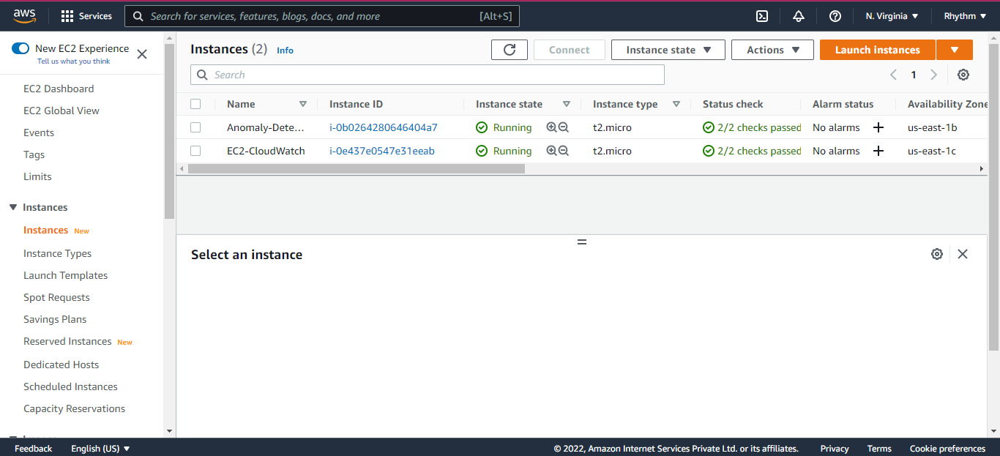 aws Services Search for services, features, blogs, docs, and more [Alt+S] N. Virginia Rhythm
New EC2 Experience
Tell us what you think
EC2 Dashboard
EC2 Global View
Events
Tags
Limits
Instances
Instances New
Instance Types
Launch Templates
Spot Requests
Savings Plans
Reserved Instances New
Dedicated Hosts
Scheduled Instances
Capacity Reservations
Instances (2) Info Connect Instance state Actions Launch instances
Search 1
Name Instance ID Instance state Instance type Status check Alarm status Availability Zone
Anomaly-Dete... i-0b0264280646404a7 Running t2.micro 2/2 checks passed No alarms us-east-1b
EC2-CloudWatch i-0e437e0547e31eeab Running t2.micro 2/2 checks passed No alarms us-east-1c
Select an instance
Feedback English (US) © 2022, Amazon Internet Services Private Ltd. or its affiliates. Privacy Terms Cookie preferences